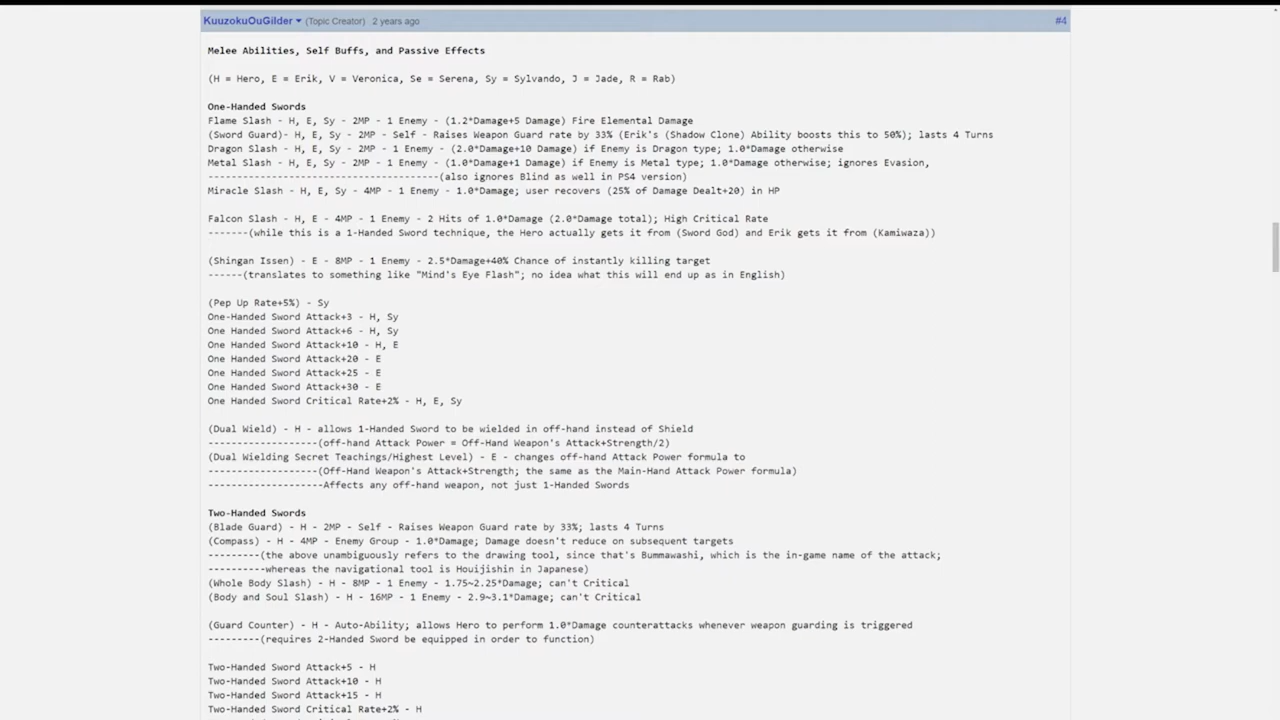 KuuzokuOuGilder (Topic Creator) 2 years ago #4
Melee Abilities, Self Buffs, and Passive Effects
(H = Hero, E = Erik, V = Veronica, Se = Serena, Sy = Sylvando, J = Jade, R = Rab)
One-Handed Swords
Flame Slash - H, E, Sy - 2MP - 1 Enemy - (1.2*Damage+5 Damage) Fire Elemental Damage
(Sword Guard)- H, E, Sy - 2MP - Self - Raises Weapon Guard rate by 33% (Erik's (Shadow Clone) Ability boosts this to 50%); lasts 4 Turns
Dragon Slash - H, E, Sy - 2MP - 1 Enemy - (2.0*Damage+10 Damage) if Enemy is Dragon type; 1.0*Damage otherwise
Metal Slash - H, E, Sy - 2MP - 1 Enemy - (1.0*Damage+1 Damage) if Enemy is Metal type; 1.0*Damage otherwise; ignores Evasion,
----------------------------------------(also ignores Blind as well in PS4 version)
Miracle Slash - H, E, Sy - 4MP - 1 Enemy - 1.0*Damage; user recovers (25% of Damage Dealt+20) in HP
Falcon Slash - H, E - 4MP - 1 Enemy - 2 Hits of 1.0*Damage (2.0*Damage total); High Critical Rate
-------(while this is a 1-Handed Sword technique, the Hero actually gets it from (Sword God) and Erik gets it from (Kamiwaza))
(Shingan Issen) - E - 8MP - 1 Enemy - 2.5*Damage+40% Chance of instantly killing target
------(translates to something like "Mind's Eye Flash"; no idea what this will end up as in English)
(Pep Up Rate+5%) - Sy
One-Handed Sword Attack+3 - H, Sy
One Handed Sword Attack+6 - H, Sy
One Handed Sword Attack+10 - H, E
One Handed Sword Attack+20 - E
One Handed Sword Attack+25 - E
One Handed Sword Attack+30 - E
One Handed Sword Critical Rate+2% - H, E, Sy
(Dual Wield) - H - allows 1-Handed Sword to be wielded in off-hand instead of Shield
-------------------(off-hand Attack Power = Off-Hand Weapon's Attack+Strength/2)
(Dual Wielding Secret Teachings/Highest Level) - E - changes off-hand Attack Power formula to
-------------------(Off-Hand Weapon's Attack+Strength; the same as the Main-Hand Attack Power formula)
--------------------Affects any off-hand weapon, not just 1-Handed Swords
Two-Handed Swords
(Blade Guard) - H - 2MP - Self - Raises Weapon Guard rate by 33%; lasts 4 Turns
(Compass) - H - 4MP - Enemy Group - 1.0*Damage; Damage doesn't reduce on subsequent targets
---------(the above unambiguously refers to the drawing tool, since that's Bummawashi, which is the in-game name of the attack;
----------whereas the navigational tool is Houijishin in Japanese)
(Whole Body Slash) - H - 8MP - 1 Enemy - 1.75~2.25*Damage; can't Critical
(Body and Soul Slash) - H - 16MP - 1 Enemy - 2.9~3.1*Damage; can't Critical
(Guard Counter) - H - Auto-Ability; allows Hero to perform 1.0*Damage counterattacks whenever weapon guarding is triggered
---------(requires 2-Handed Sword be equipped in order to function)
Two-Handed Sword Attack+5 - H
Two-Handed Sword Attack+10 - H
Two-Handed Sword Attack+15 - H
Two-Handed Sword Critical Rate+2% - H